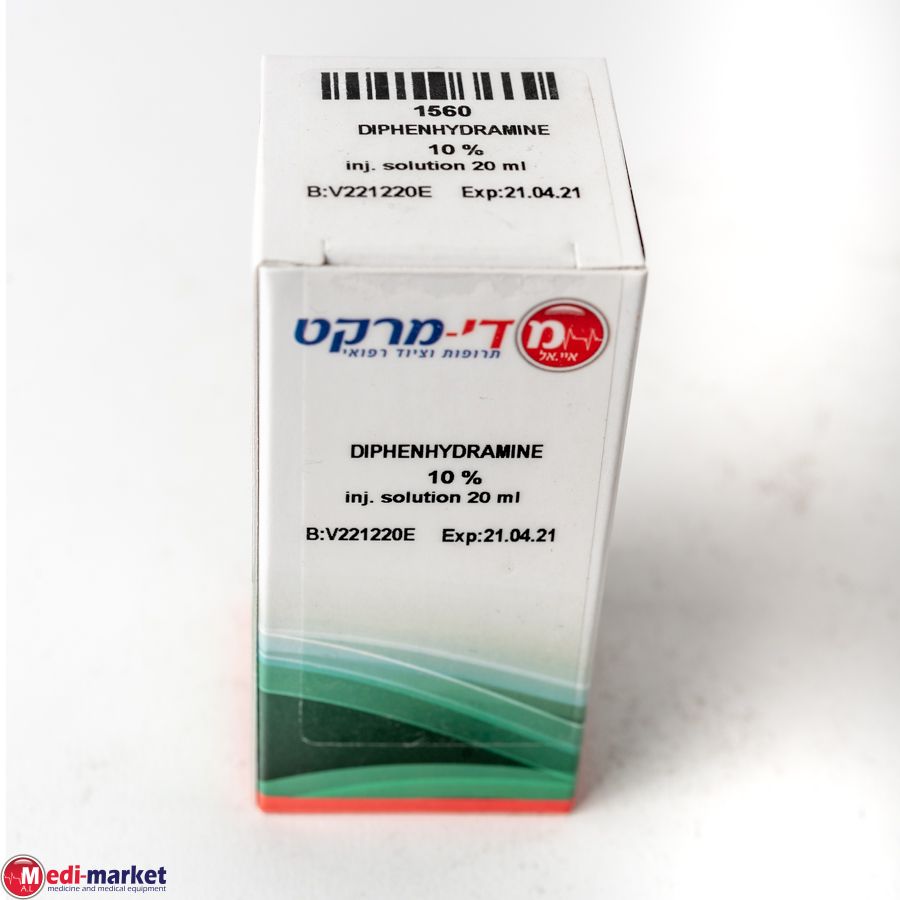 1560
DIPHENHYDRAMINE
10 %
inj. solution 20 ml
B:V221220E Exp:21.04.21
מדי-מרקט
תרופות וציוד רפואי
איי.אל
DIPHENHYDRAMINE
10 %
inj. solution 20 ml
B:V221220E Exp:21.04.21
Medi-market
A.L
medicine and medical equipment